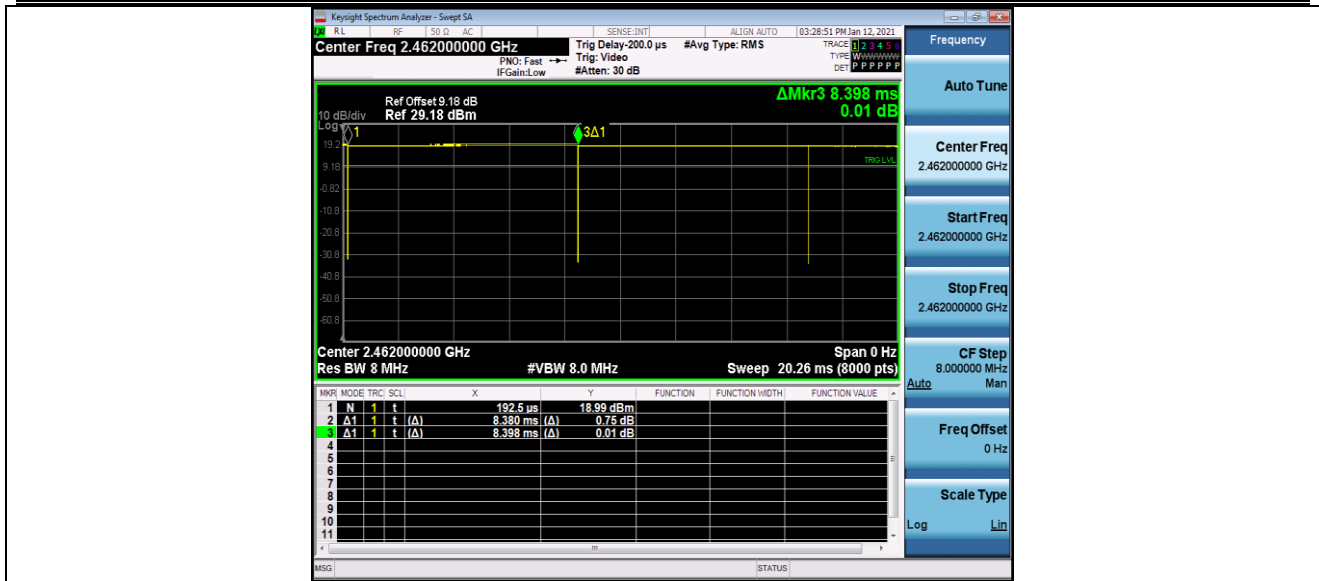 Keysight Spectrum Analyzer - Swept SA
RL RF 50 Ω AC SENSE:INT ALIGN AUTO 03:28:51 PM Jan 12, 2021
Center Freq 2.462000000 GHz
PNO: Fast
IFGain:Low
Trig Delay-200.0 µs
Trig: Video
#Atten: 30 dB
#Avg Type: RMS
TRACE 1 2 3 4 5 6
TYPE WWWWWW
DET P P P P P P
ΔMkr3 8.398 ms
0.01 dB
Ref Offset 9.18 dB
10 dB/div Ref 29.18 dBm
Log
1
3Δ1
19.2
9.18
TRIG LVL
-0.82
-10.8
-20.8
-30.8
-40.8
-50.8
-60.8
Center 2.462000000 GHz Span 0 Hz
Res BW 8 MHz #VBW 8.0 MHz Sweep 20.26 ms (8000 pts)
MKR MODE TRC SCL X Y FUNCTION FUNCTION WIDTH FUNCTION VALUE
1 N 1 t 192.5 µs 18.99 dBm
2 Δ1 1 t (Δ) 8.380 ms (Δ) 0.75 dB
3 Δ1 1 t (Δ) 8.398 ms (Δ) 0.01 dB
4
5
6
7
8
9
10
11
MSG STATUS
Frequency
Auto Tune
Center Freq
2.462000000 GHz
Start Freq
2.462000000 GHz
Stop Freq
2.462000000 GHz
CF Step
8.000000 MHz
Auto Man
Freq Offset
0 Hz
Scale Type
Log Lin